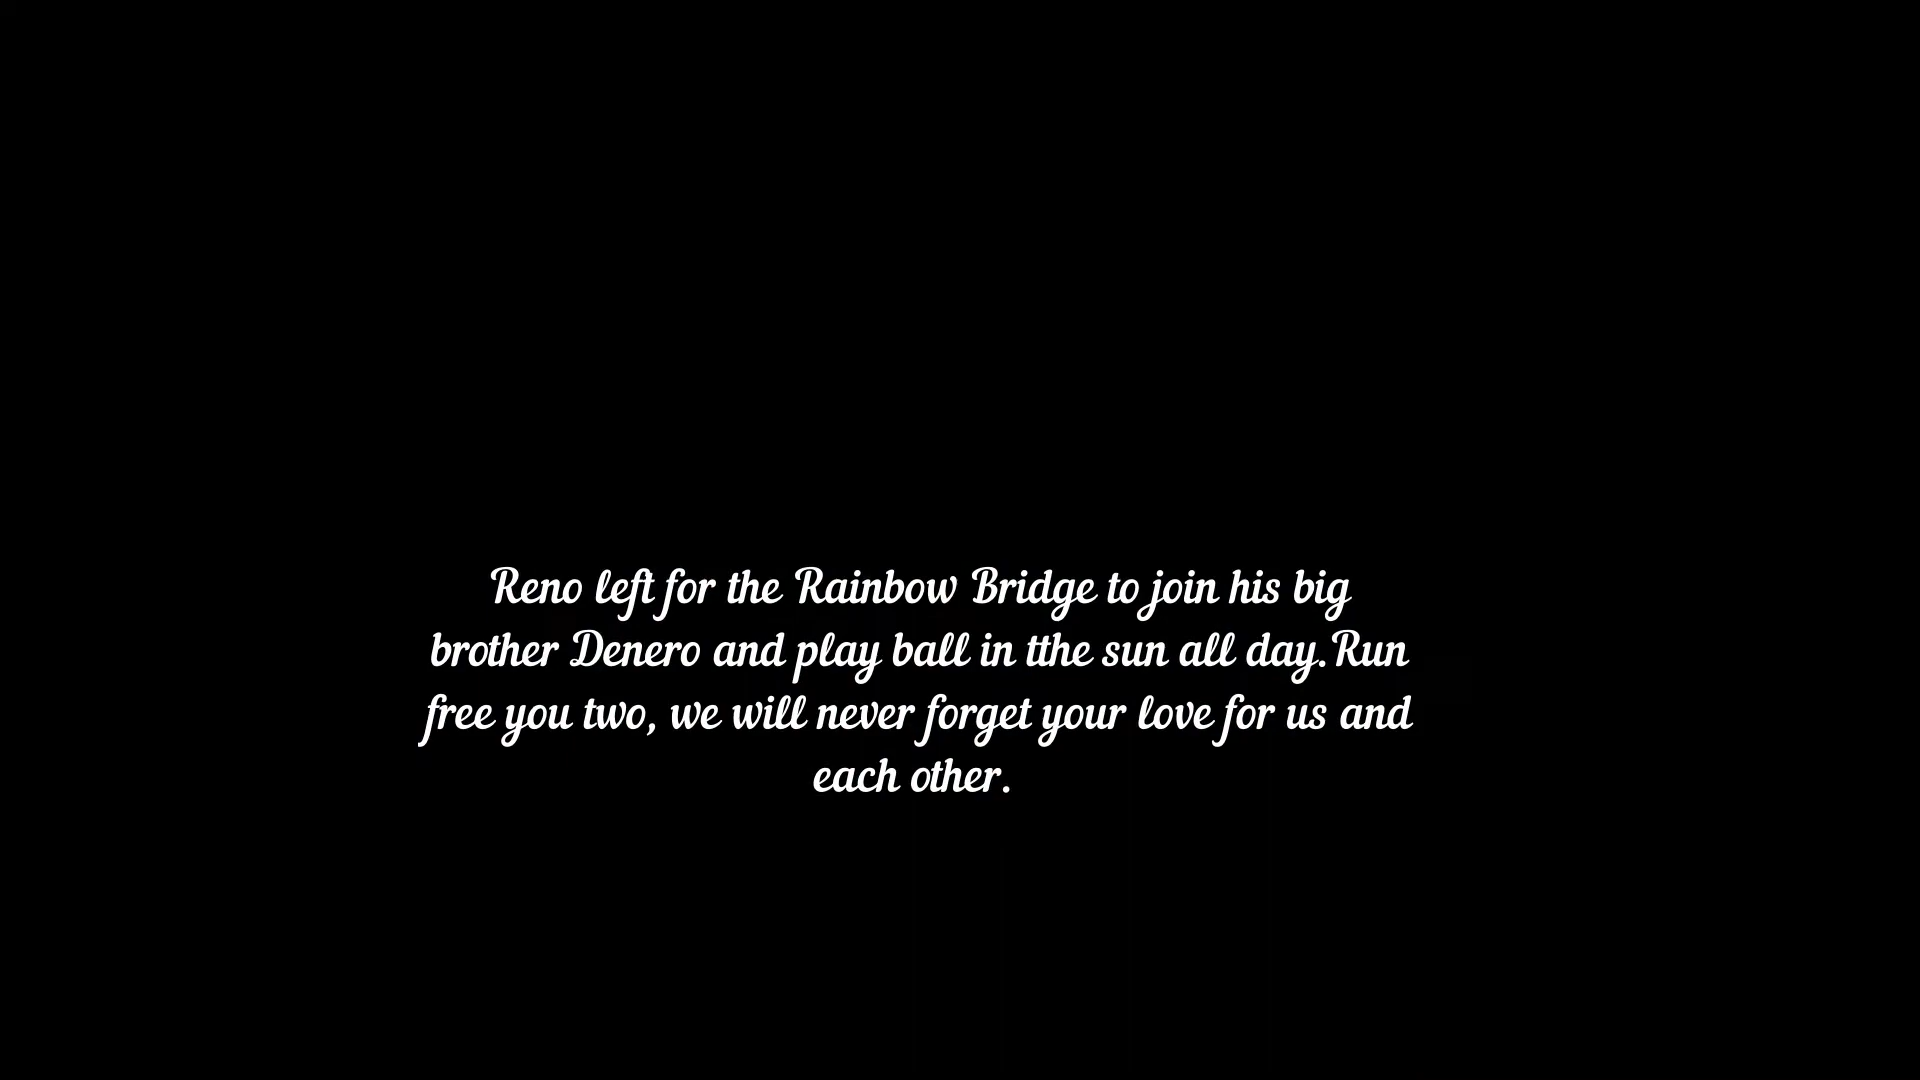 Reno left for the Rainbow Bridge to join his big
brother Denero and play ball in tthe sun all day.Run
free you two, we will never forget your love for us and
each other.